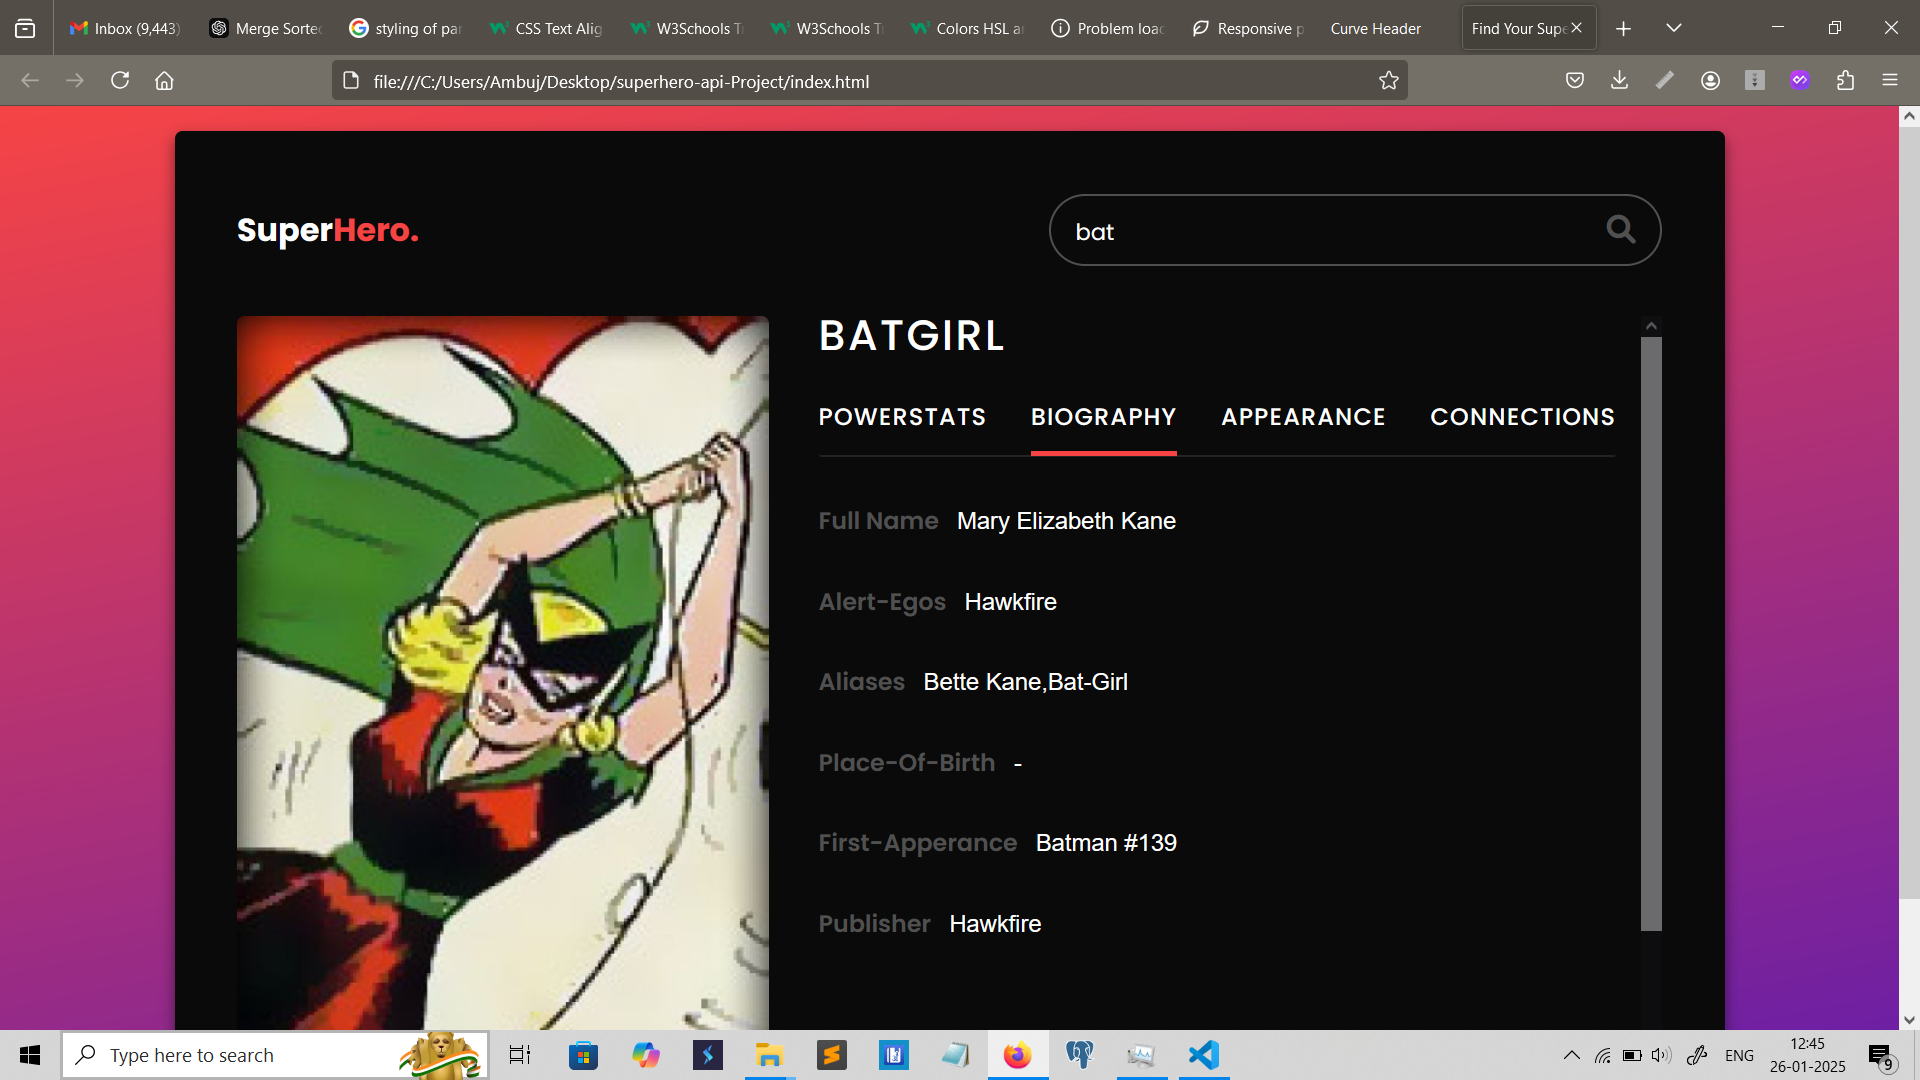 Inbox (9,443)
Merge Sorted
styling of par
CSS Text Alig
W3Schools T
W3Schools T
Colors HSL a
Problem load
Responsive p
Curve Header
Find Your Supe
file:///C:/Users/Ambuj/Desktop/superhero-api-Project/index.html
SuperHero.
bat
BATGIRL
POWERSTATS BIOGRAPHY APPEARANCE CONNECTIONS
Full Name Mary Elizabeth Kane
Alert-Egos Hawkfire
Aliases Bette Kane,Bat-Girl
Place-Of-Birth -
First-Apperance Batman #139
Publisher Hawkfire
Type here to search
ENG
12:45
26-01-2025
9